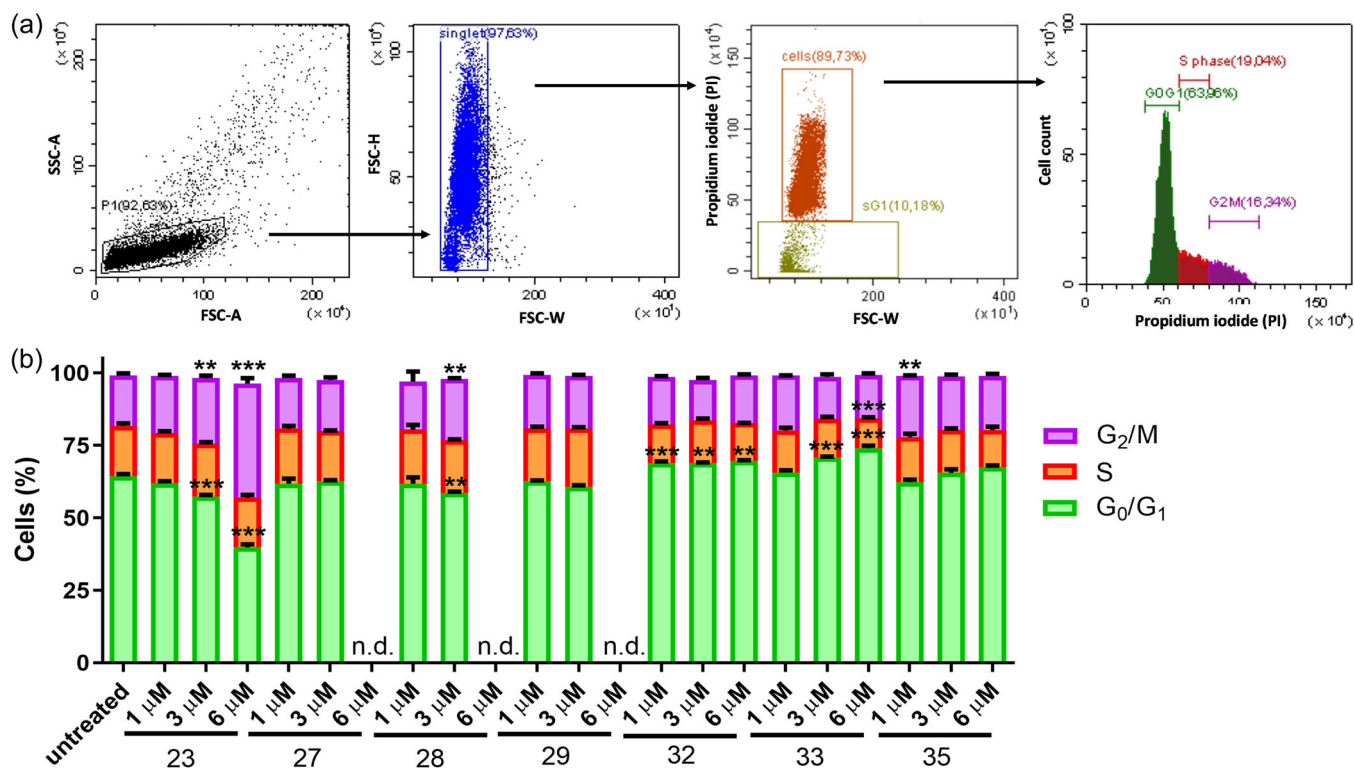 (a)
SSC-A
(× 10⁴)
200
100
0
P1(92,63%)
0 100 200
FSC-A (× 10⁴)
FSC-H
(× 10⁴)
100
50
singlet(97,63%)
200 400
FSC-W (× 10¹)
Propidium iodide (PI)
(× 10⁴)
150
100
50
0
cells(89,73%)
sG1(10,18%)
200 400
FSC-W (× 10¹)
Cell count
(× 10¹)
100
50
0
S phase(19,04%)
G0G1(63,96%)
G2M(16,34%)
0 50 100 150
Propidium iodide (PI) (× 10⁴)
(b)
Cells (%)
100
75
50
25
0
** *** ** **
*** *** ** *** ** ** *** *** ***
n.d. n.d. n.d.
G₂/M
S
G₀/G₁
untreated 1 µM 3 µM 6 µM 1 µM 3 µM 6 µM 1 µM 3 µM 6 µM 1 µM 3 µM 6 µM 1 µM 3 µM 6 µM 1 µM 3 µM 6 µM 1 µM 3 µM 6 µM
23 27 28 29 32 33 35